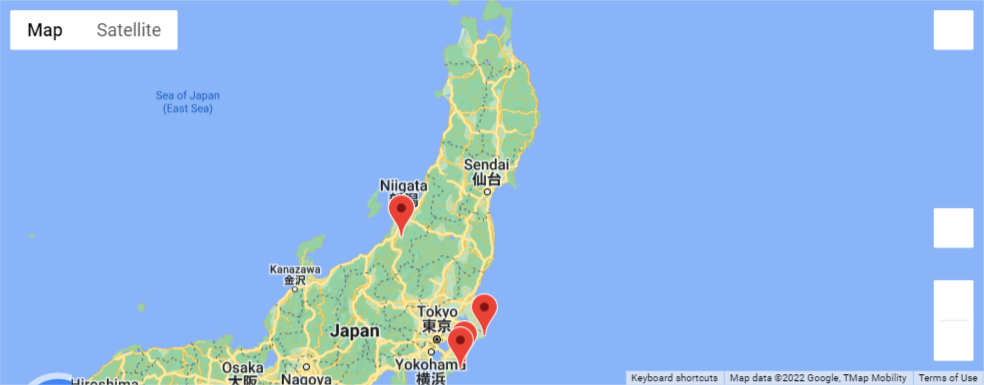 Map
Satellite
Sea of Japan
(East Sea)
Sendai
仙台
Niigata
Kanazawa
金沢
Tokyo
東京
Japan
Osaka
大阪
Nagoya
Yokohama
横浜
Hiroshima
Keyboard shortcuts
Map data ©2022 Google, TMap Mobility
Terms of Use